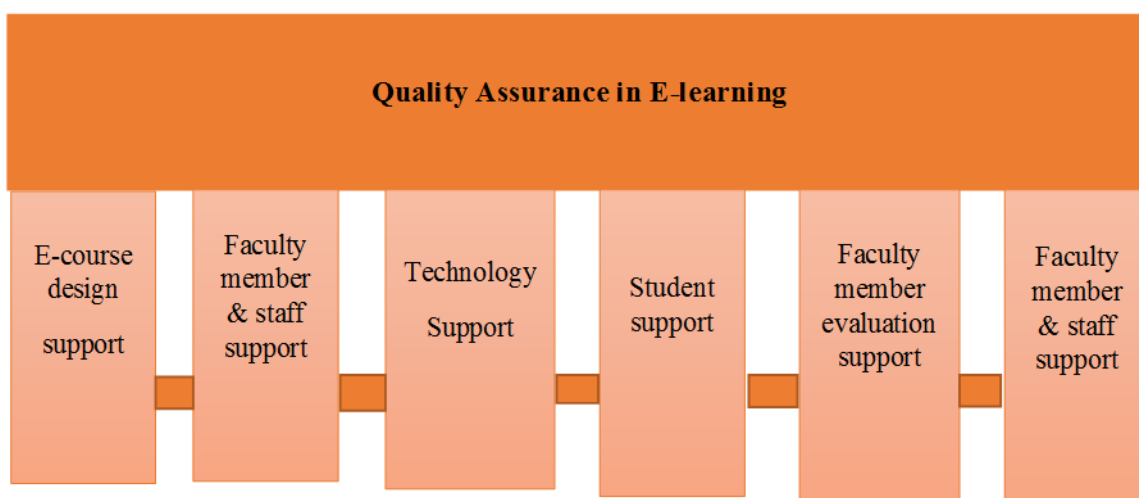 Quality Assurance in E-learning
E-course
design
support
Faculty
member
& staff
support
Technology
Support
Student
support
Faculty
member
evaluation
support
Faculty
member
& staff
support